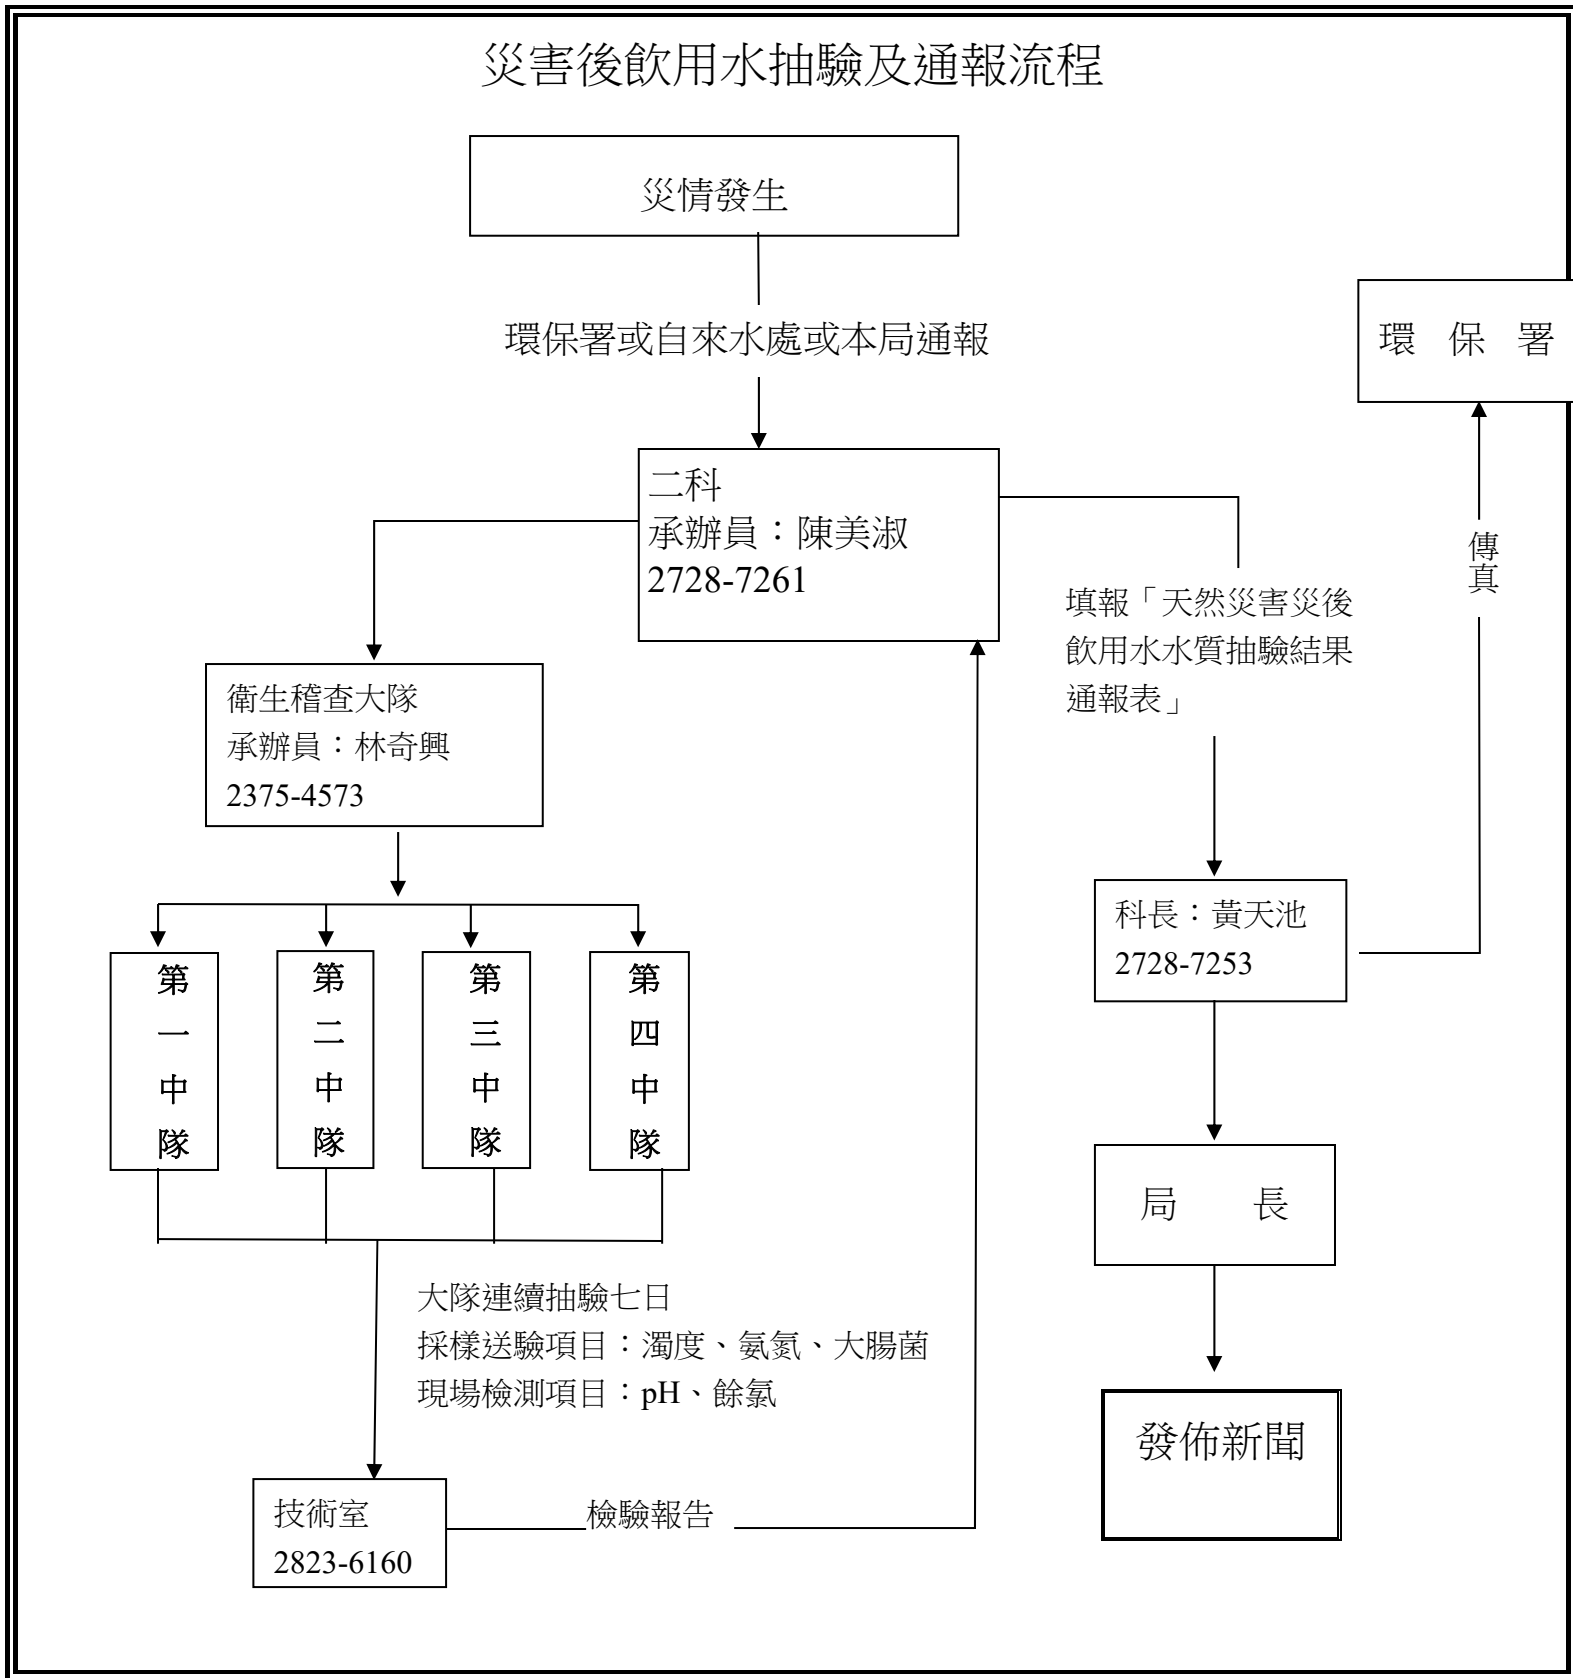 災害後飲用水抽驗及通報流程
災情發生
環保署或自來水處或本局通報
環 保 署
二科
承辦員：陳美淑
2728-7261
傳真
填報「天然災害災後
飲用水水質抽驗結果
通報表」
衛生稽查大隊
承辦員：林奇興
2375-4573
科長：黃天池
2728-7253
第一中隊
第二中隊
第三中隊
第四中隊
局 長
大隊連續抽驗七日
採樣送驗項目：濁度、氨氮、大腸菌
現場檢測項目：pH、餘氯
發佈新聞
技術室
2823-6160
檢驗報告